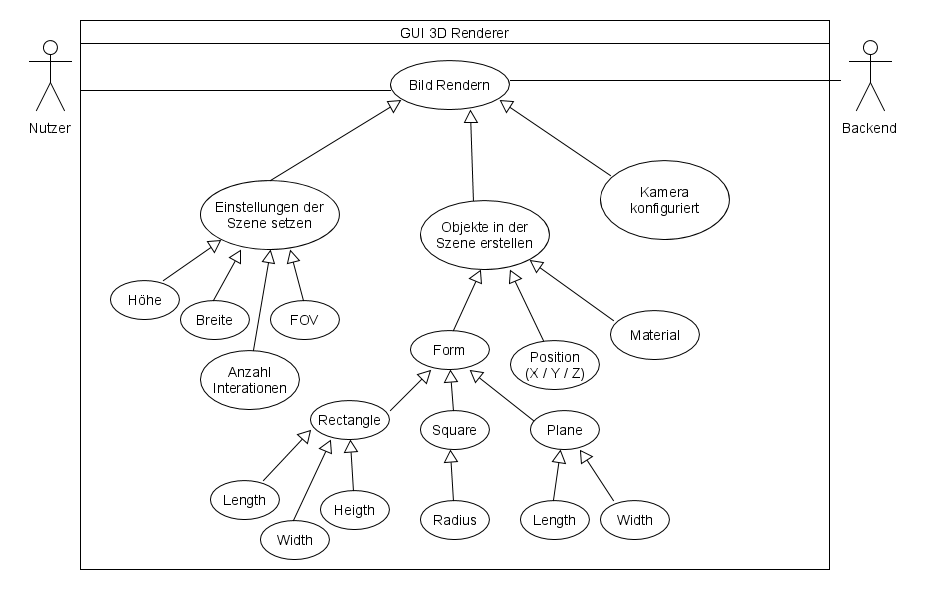 GUI 3D Renderer
Nutzer
Backend
Bild Rendern
Einstellungen der
Szene setzen
Objekte in der
Szene erstellen
Kamera
konfiguriert
Höhe
Breite
FOV
Anzahl
Interationen
Form
Position
(X / Y / Z)
Material
Rectangle
Square
Plane
Length
Width
Heigth
Radius
Length
Width